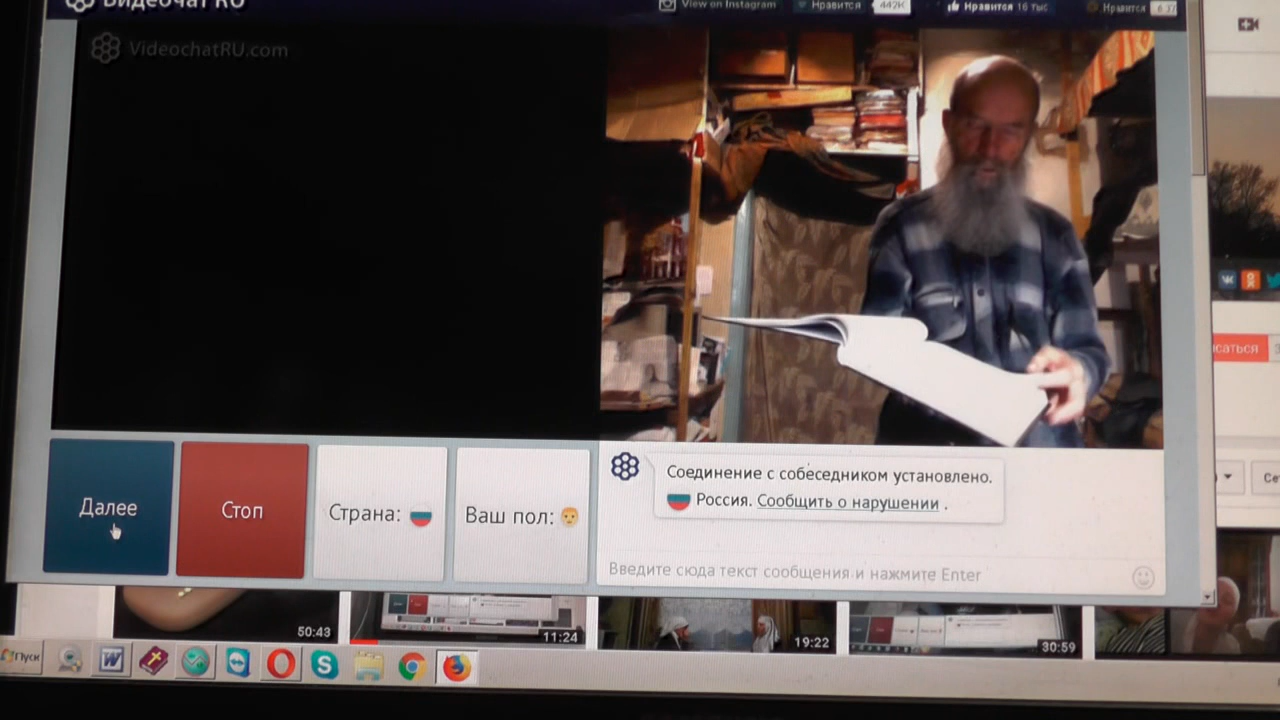 Видеочат RU
View on Instagram
Нравится
442K
Нравится 16 тыс.
Нравится
VideochatRU.com
Далее
Стоп
Страна:
Ваш пол:
Соединение с собеседником установлено.
Россия. Сообщить о нарушении .
Введите сюда текст сообщения и нажмите Enter
исаться
50:43
11:24
19:22
30:59
Пуск